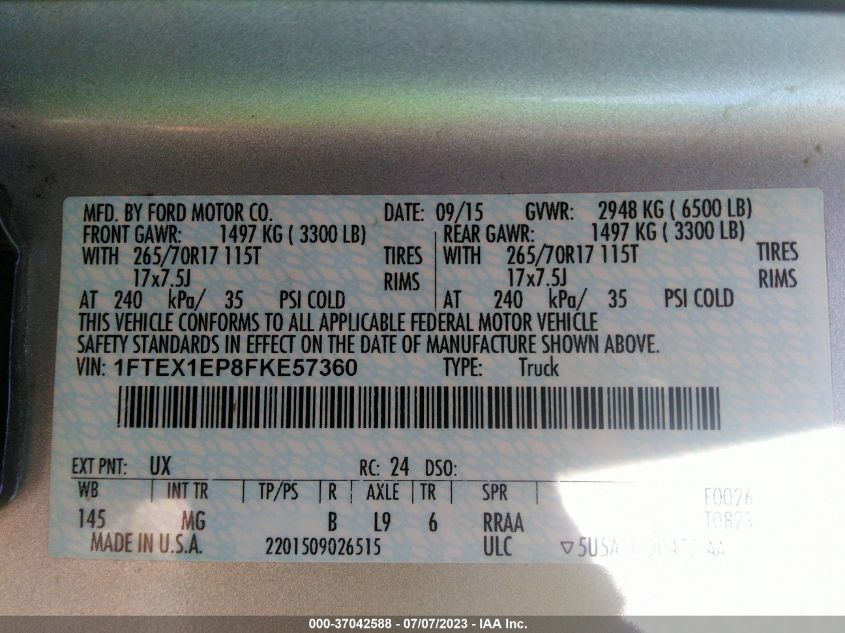 MFD. BY FORD MOTOR CO. DATE: 09/15 GVWR: 2948 KG ( 6500 LB)
FRONT GAWR: 1497 KG ( 3300 LB) REAR GAWR: 1497 KG ( 3300 LB)
WITH 265/70R17 115T TIRES WITH 265/70R17 115T TIRES
17x7.5J RIMS 17x7.5J RIMS
AT 240 kPa/ 35 PSI COLD AT 240 kPa/ 35 PSI COLD
THIS VEHICLE CONFORMS TO ALL APPLICABLE FEDERAL MOTOR VEHICLE
SAFETY STANDARDS IN EFFECT ON THE DATE OF MANUFACTURE SHOWN ABOVE.
VIN: 1FTEX1EP8FKE57360 TYPE: Truck
EXT PNT: UX RC: 24 DSO:
WB INT TR TP/PS R AXLE TR SPR F0026
145 MG B L9 6 RRAA T0823
MADE IN U.S.A. 2201509026515 ULC
000-37042588 - 07/07/2023 - IAA Inc.